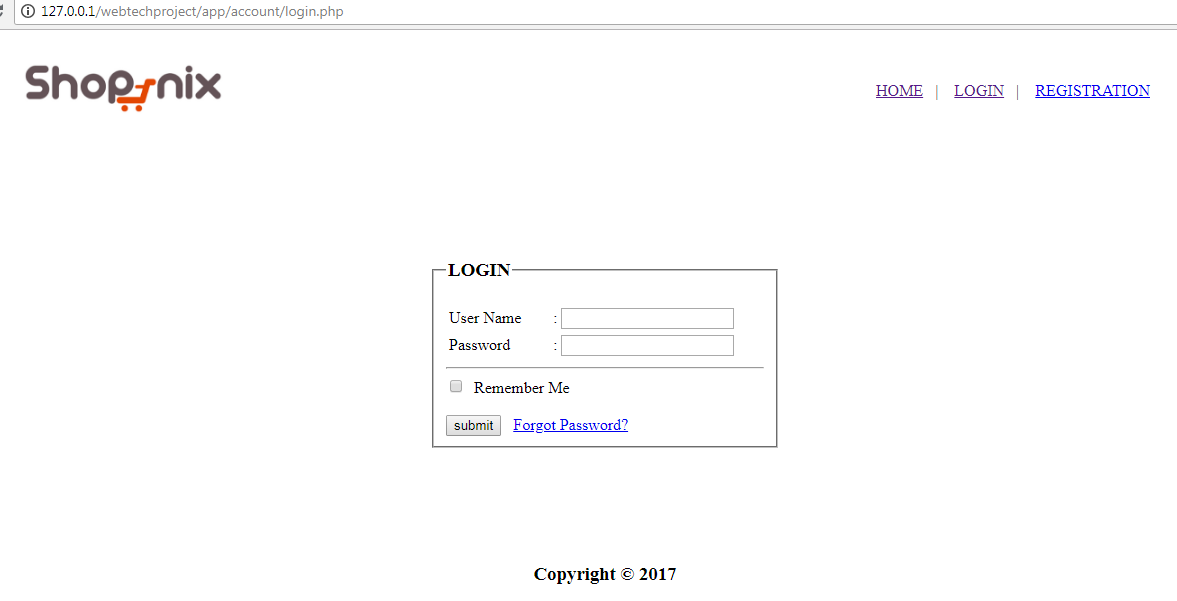 127.0.0.1/webtechproject/app/account/login.php
Shopnix
HOME | LOGIN | REGISTRATION
LOGIN
User Name :
Password :
Remember Me
submit Forgot Password?
Copyright © 2017